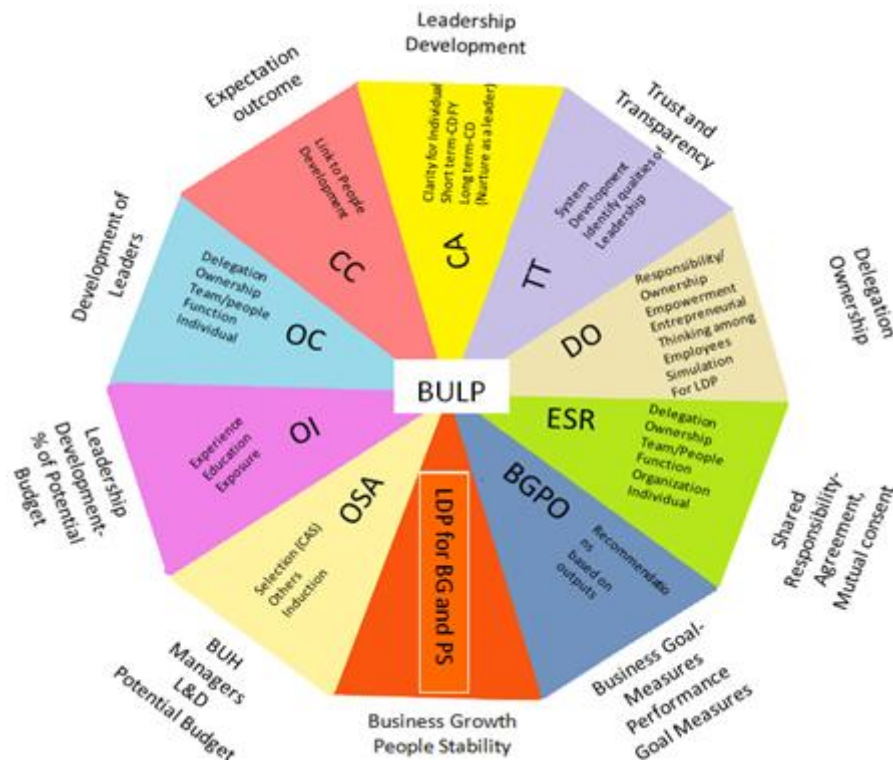 Leadership
Development
Clarity for Individual
Short term-CD FY
Long term-CD
(Nurture as a leader)
CA
Trust and
Transparency
System
Development
Identify qualities of
Leadership
TT
Delegation
Ownership
Responsibility/
Ownership
Empowerment
Entrepreneurial
Thinking among
Employees
Simulation
For LDP
DO
Shared
Responsibility-
Agreement,
Mutual consent
Delegation
Ownership
Team/People
Function
Organization
Individual
ESR
Business Goal-
Measures
Performance
Goal Measures
Recommendatio
ns
based on
outputs
BGPO
Business Growth
People Stability
LDP for BG and PS
BUH
Managers
L&D
Potential Budget
Selection (CAS)
Others
Induction
OSA
Leadership
Development-
% of Potential
Budget
Experience
Education
Exposure
OI
Development of
Leaders
Delegation
Ownership
Team/people
Function
Individual
OC
Expectation
outcome
Link to People
Development
CC
BULP